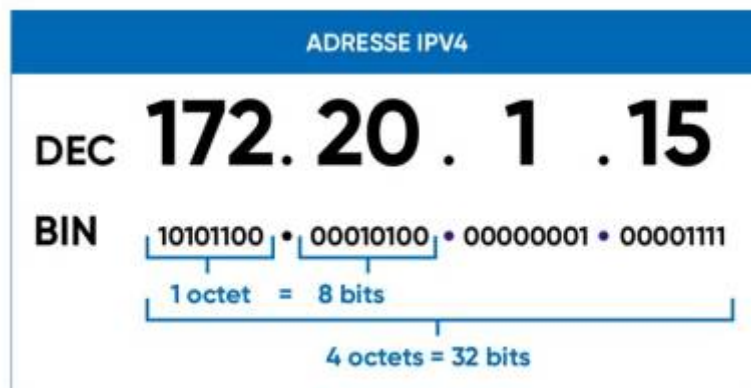 ADRESSE IPV4
DEC 172. 20 . 1 . 15
BIN 10101100 • 00010100 • 00000001 • 00001111
1 octet = 8 bits
4 octets = 32 bits